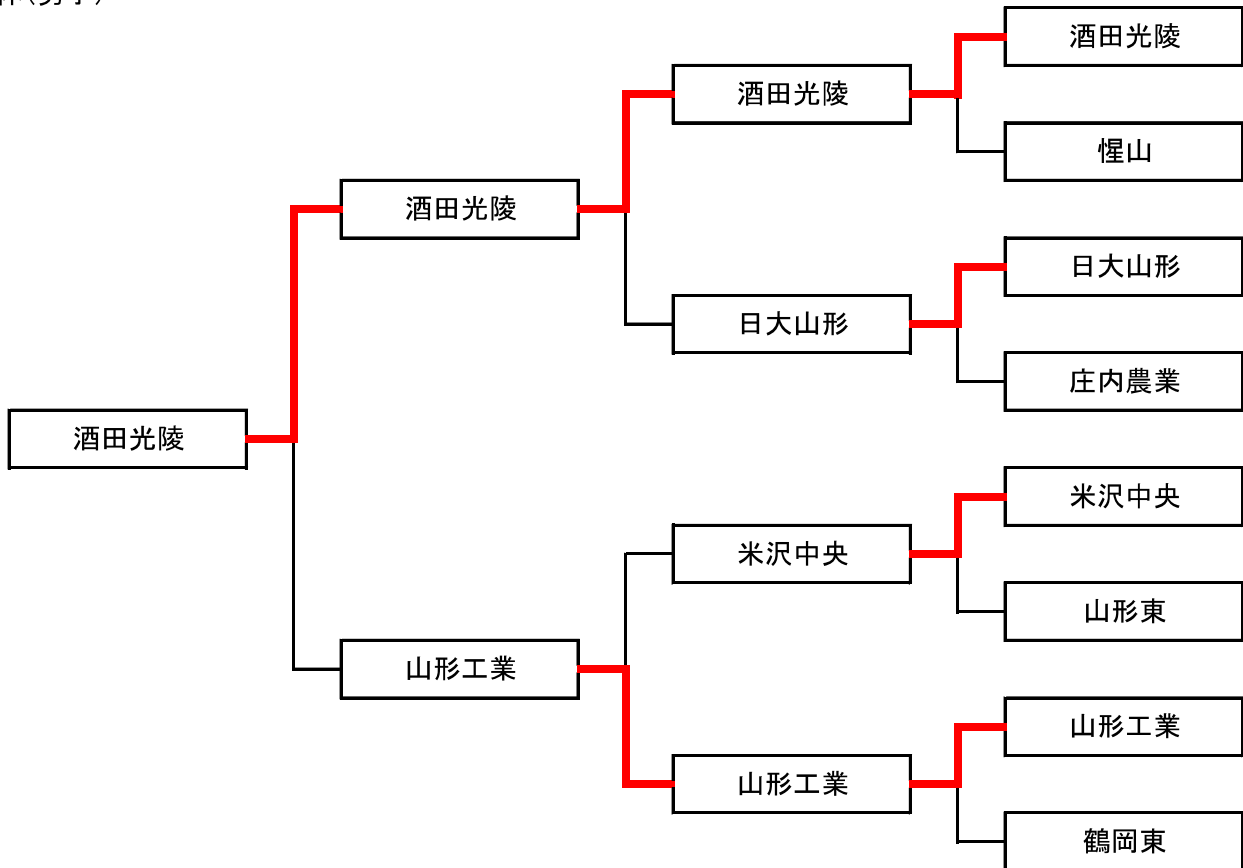 酒田光陵
酒田光陵
惺山
酒田光陵
日大山形
日大山形
庄内農業
酒田光陵
米沢中央
米沢中央
山形東
山形工業
山形工業
山形工業
鶴岡東